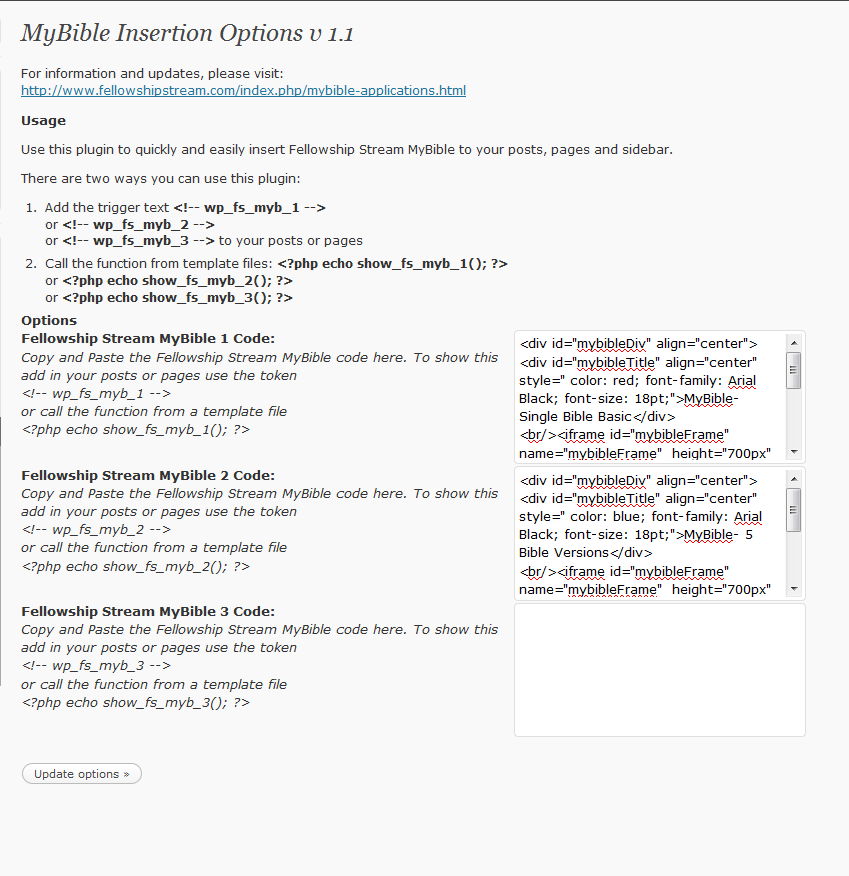 MyBible Insertion Options v 1.1
For information and updates, please visit:
http://www.fellowshipstream.com/index.php/mybible-applications.html
Usage
Use this plugin to quickly and easily insert Fellowship Stream MyBible to your posts, pages and sidebar.
There are two ways you can use this plugin:
1. Add the trigger text <!-- wp_fs_myb_1 -->
or <!-- wp_fs_myb_2 -->
or <!-- wp_fs_myb_3 --> to your posts or pages
2. Call the function from template files: <?php echo show_fs_myb_1(); ?>
or <?php echo show_fs_myb_2(); ?>
or <?php echo show_fs_myb_3(); ?>
Options
Fellowship Stream MyBible 1 Code:
Copy and Paste the Fellowship Stream MyBible code here. To show this
add in your posts or pages use the token
<!-- wp_fs_myb_1 -->
or call the function from a template file
<?php echo show_fs_myb_1(); ?>
<div id="mybibleDiv" align="center">
<div id="mybibleTitle" align="center"
style=" color: red; font-family: Arial
Black; font-size: 18pt;">MyBible-
Single Bible Basic</div>
<br/><iframe id="mybibleFrame"
name="mybibleFrame"  height="700px"
Fellowship Stream MyBible 2 Code:
Copy and Paste the Fellowship Stream MyBible code here. To show this
add in your posts or pages use the token
<!-- wp_fs_myb_2 -->
or call the function from a template file
<?php echo show_fs_myb_2(); ?>
<div id="mybibleDiv" align="center">
<div id="mybibleTitle" align="center"
style=" color: blue; font-family: Arial
Black; font-size: 18pt;">MyBible- 5
Bible Versions</div>
<br/><iframe id="mybibleFrame"
name="mybibleFrame"  height="700px"
Fellowship Stream MyBible 3 Code:
Copy and Paste the Fellowship Stream MyBible code here. To show this
add in your posts or pages use the token
<!-- wp_fs_myb_3 -->
or call the function from a template file
<?php echo show_fs_myb_3(); ?>
Update options »